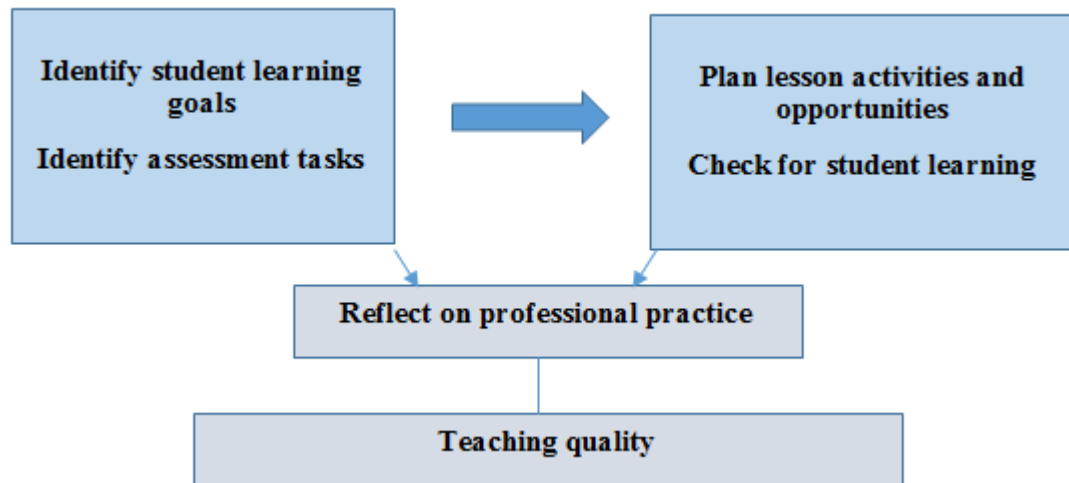 Identify student learning
goals
Identify assessment tasks
Plan lesson activities and
opportunities
Check for student learning
Reflect on professional practice
Teaching quality